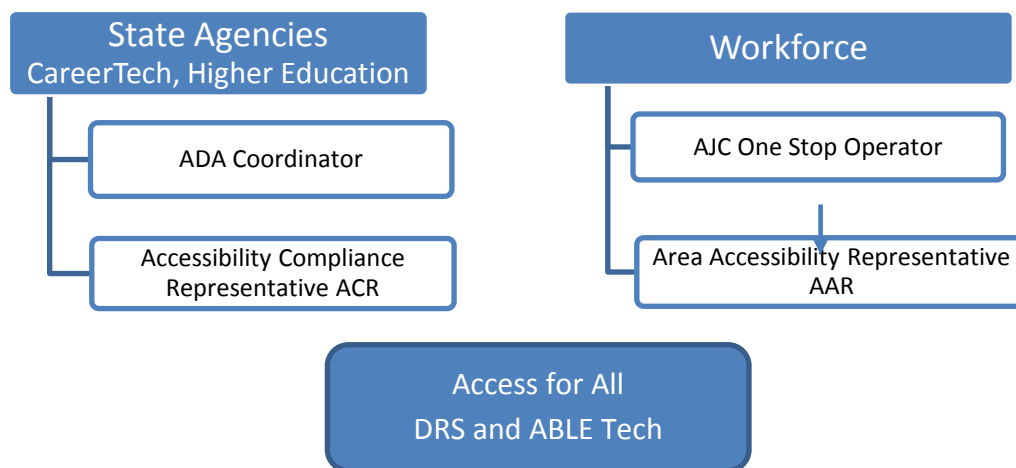 State Agencies
CareerTech, Higher Education
ADA Coordinator
Accessibility Compliance
Representative ACR
Workforce
AJC One Stop Operator
Area Accessibility Representative
AAR
Access for All
DRS and ABLE Tech